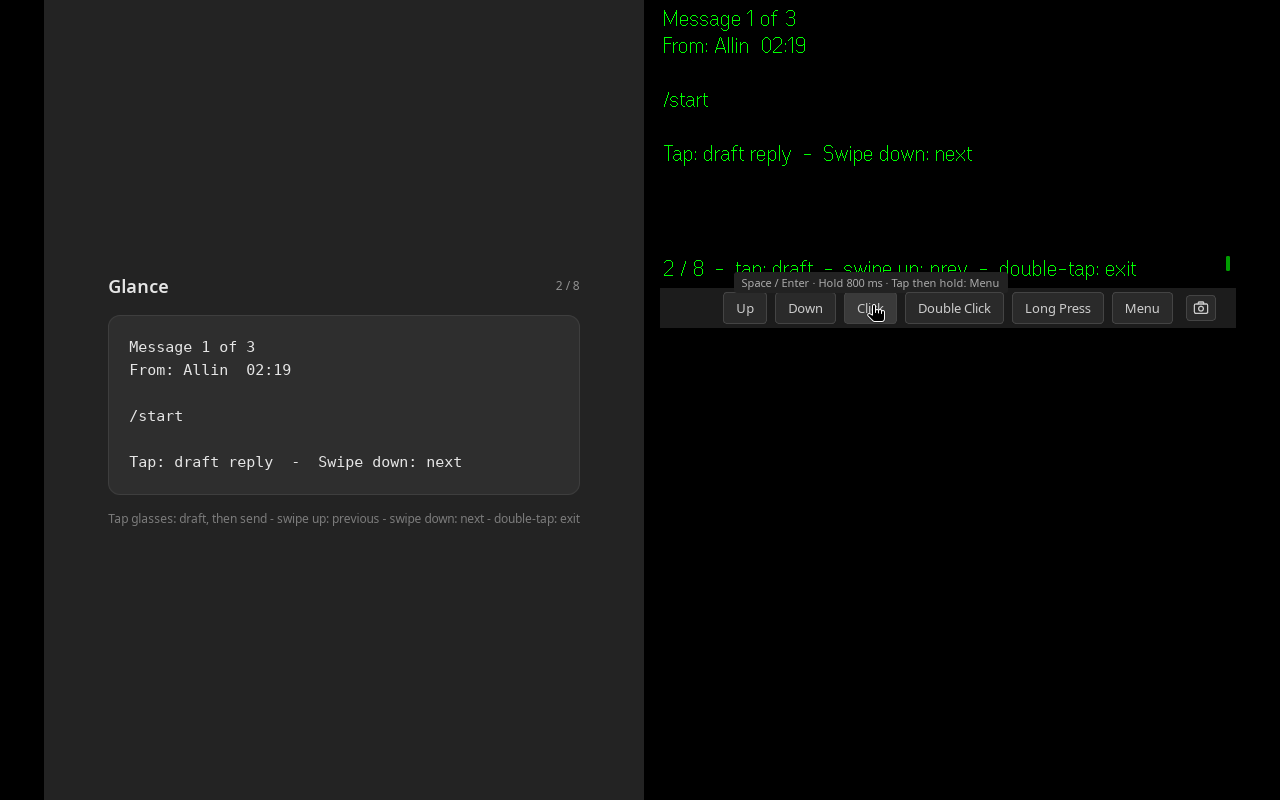 Glance
2 / 8
Message 1 of 3
From: Allin  02:19
/start
Tap: draft reply  -  Swipe down: next
Tap glasses: draft, then send - swipe up: previous - swipe down: next - double-tap: exit
Message 1 of 3
From: Allin  02:19
/start
Tap: draft reply  -  Swipe down: next
2 / 8  -  tap: draft  -  swipe up: prev  -  double-tap: exit
Space / Enter · Hold 800 ms · Tap then hold: Menu
Up
Down
Click
Double Click
Long Press
Menu